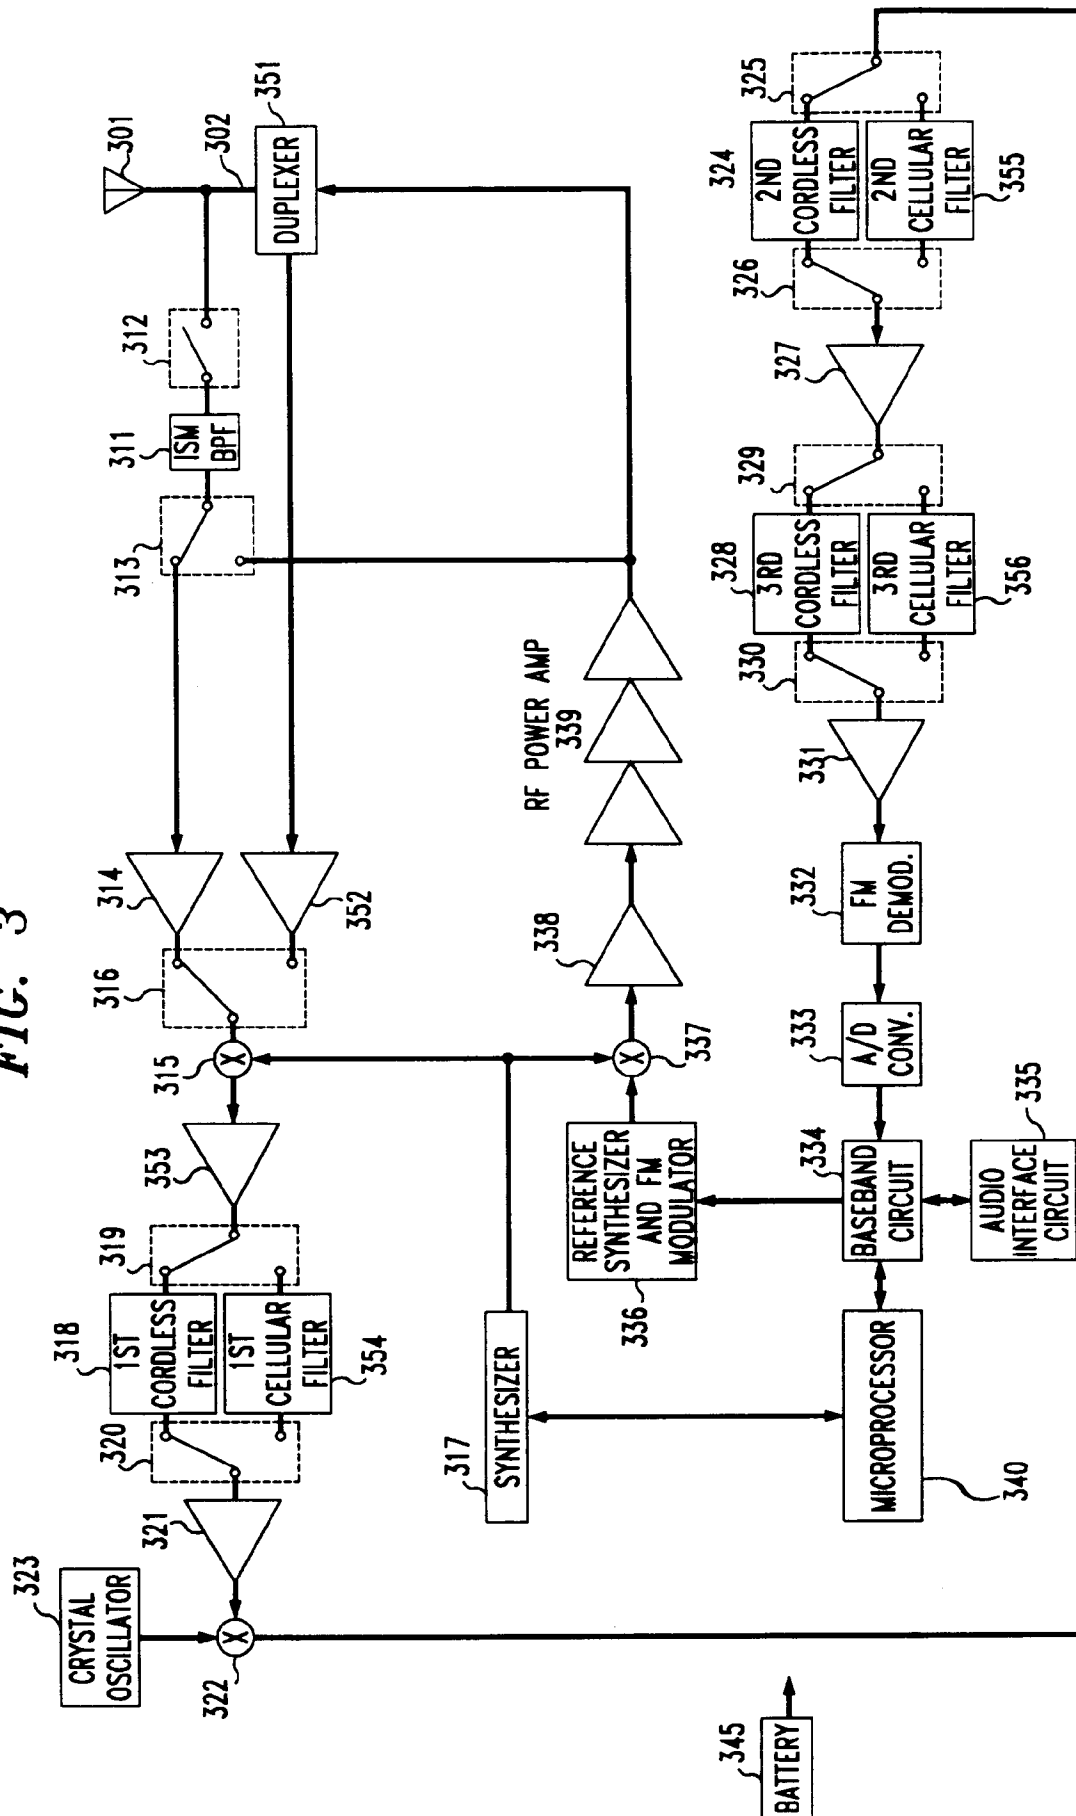 FIG. 3
323
CRYSTAL
OSCILLATOR
322
321
320
318
1ST
CORDLESS
FILTER
1ST
CELLULAR
FILTER
354
319
353
315
316
314
352
313
311
ISM
BPF
312
301
302
351
DUPLEXER
317
SYNTHESIZER
336
REFERENCE
SYNTHESIZER
AND FM
MODULATOR
337
338
RF POWER AMP
339
345
BATTERY
340
MICROPROCESSOR
334
BASEBAND
CIRCUIT
335
AUDIO
INTERFACE
CIRCUIT
333
A/D
CONV.
332
FM
DEMOD.
331
330
328
3RD
CORDLESS
FILTER
3RD
CELLULAR
FILTER
356
329
327
326
324
2ND
CORDLESS
FILTER
2ND
CELLULAR
FILTER
355
325